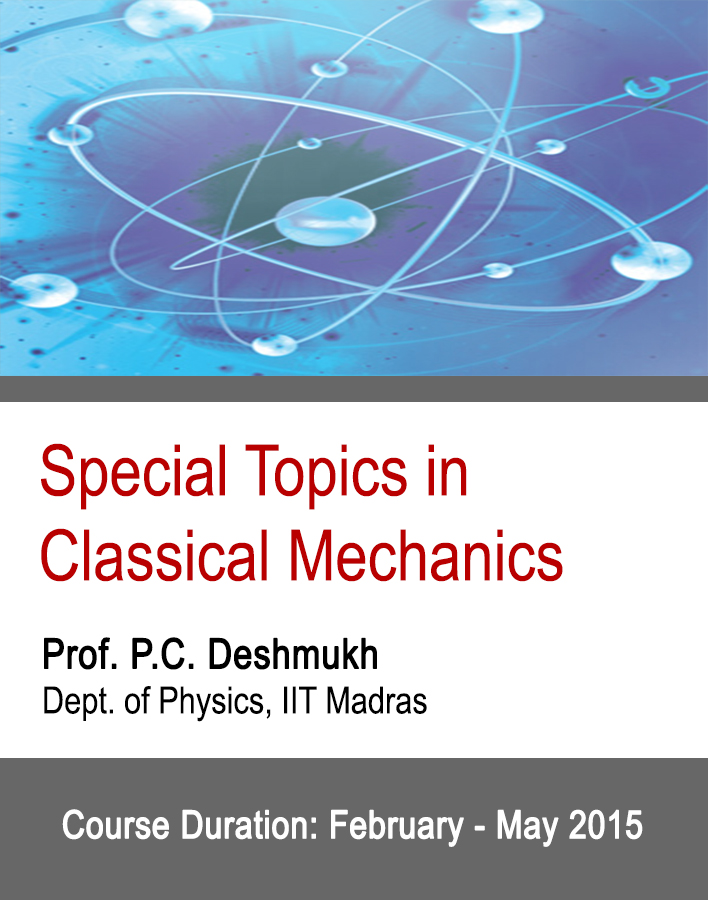 Special Topics in
Classical Mechanics
Prof. P.C. Deshmukh
Dept. of Physics, IIT Madras
Course Duration: February - May 2015